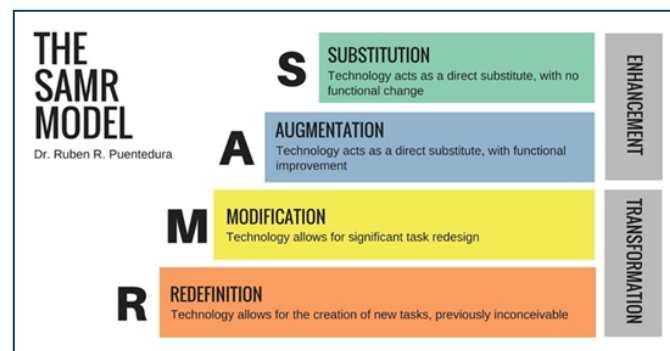 THE
SAMR
MODEL
Dr. Ruben R. Puentedura
S
SUBSTITUTION
Technology acts as a direct substitute, with no
functional change
A
AUGMENTATION
Technology acts as a direct substitute, with functional
improvement
ENHANCEMENT
M
MODIFICATION
Technology allows for significant task redesign
R
REDEFINITION
Technology allows for the creation of new tasks, previously inconceivable
TRANSFORMATION